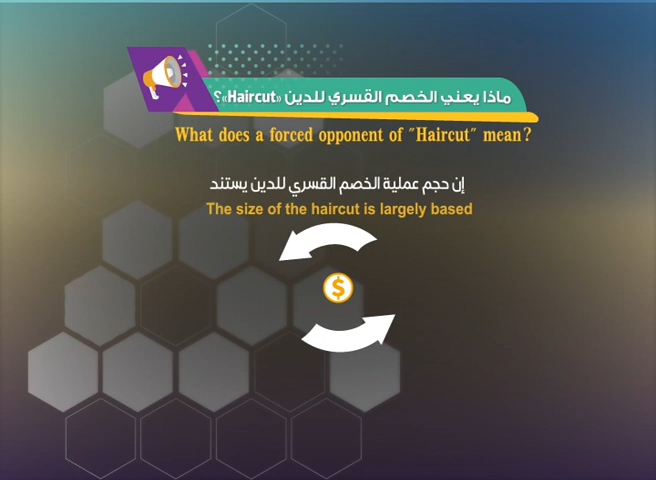 ماذا يعني الخصم القسري للدين «Haircut»؟
What does a forced opponent of "Haircut" mean?
إن حجم عملية الخصم القسري للدين يستند
The size of the haircut is largely based
$